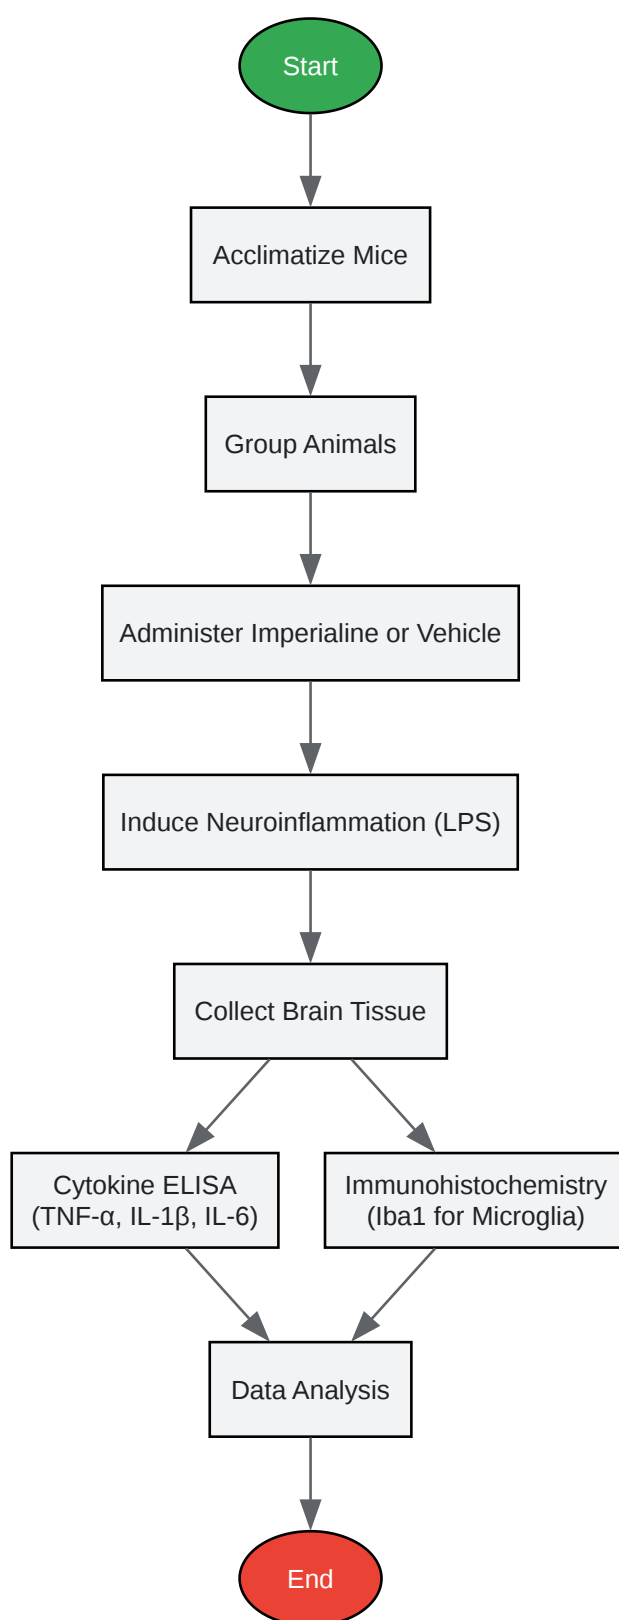 Start
Acclimatize Mice
Group Animals
Administer Imperialine or Vehicle
Induce Neuroinflammation (LPS)
Collect Brain Tissue
Cytokine ELISA
(TNF-α, IL-1β, IL-6)
Immunohistochemistry
(Iba1 for Microglia)
Data Analysis
End